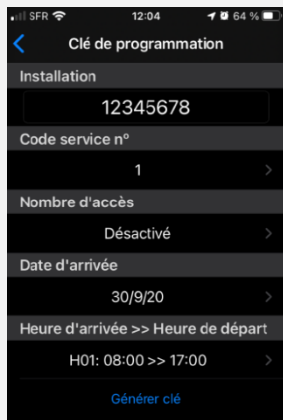 SFR 12:04 64 %
Clé de programmation
Installation
12345678
Code service n°
1
Nombre d'accès
Désactivé
Date d'arrivée
30/9/20
Heure d'arrivée >> Heure de départ
H01: 08:00 >> 17:00
Générer clé